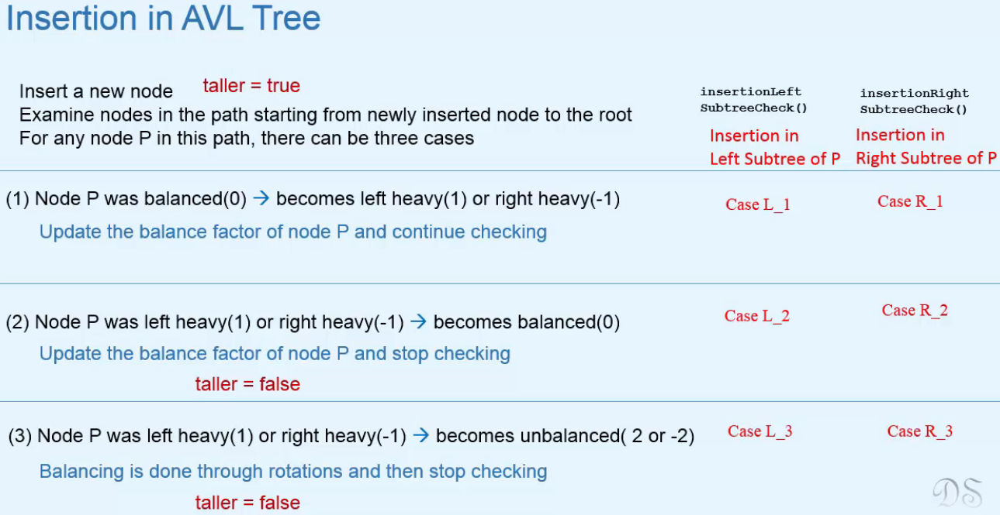 Insertion in AVL Tree
Insert a new node taller = true
Examine nodes in the path starting from newly inserted node to the root
For any node P in this path, there can be three cases
insertionLeft
SubtreeCheck()
Insertion in
Left Subtree of P
insertionRight
SubtreeCheck()
Insertion in
Right Subtree of P
(1) Node P was balanced(0) → becomes left heavy(1) or right heavy(-1)
Case L_1
Case R_1
Update the balance factor of node P and continue checking
(2) Node P was left heavy(1) or right heavy(-1) → becomes balanced(0)
Case L_2
Case R_2
Update the balance factor of node P and stop checking
taller = false
(3) Node P was left heavy(1) or right heavy(-1) → becomes unbalanced( 2 or -2)
Case L_3
Case R_3
Balancing is done through rotations and then stop checking
taller = false
DS